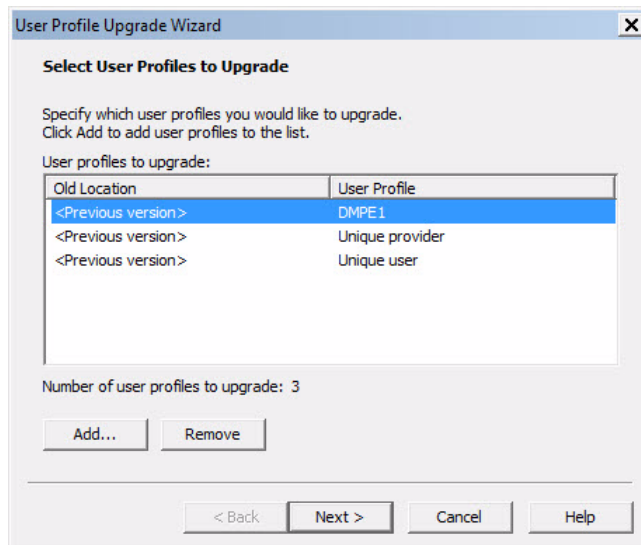 User Profile Upgrade Wizard
Select User Profiles to Upgrade
Specify which user profiles you would like to upgrade.
Click Add to add user profiles to the list.
User profiles to upgrade:
Old Location User Profile
<Previous version> DMPE1
<Previous version> Unique provider
<Previous version> Unique user
Number of user profiles to upgrade: 3
Add... Remove
< Back Next > Cancel Help